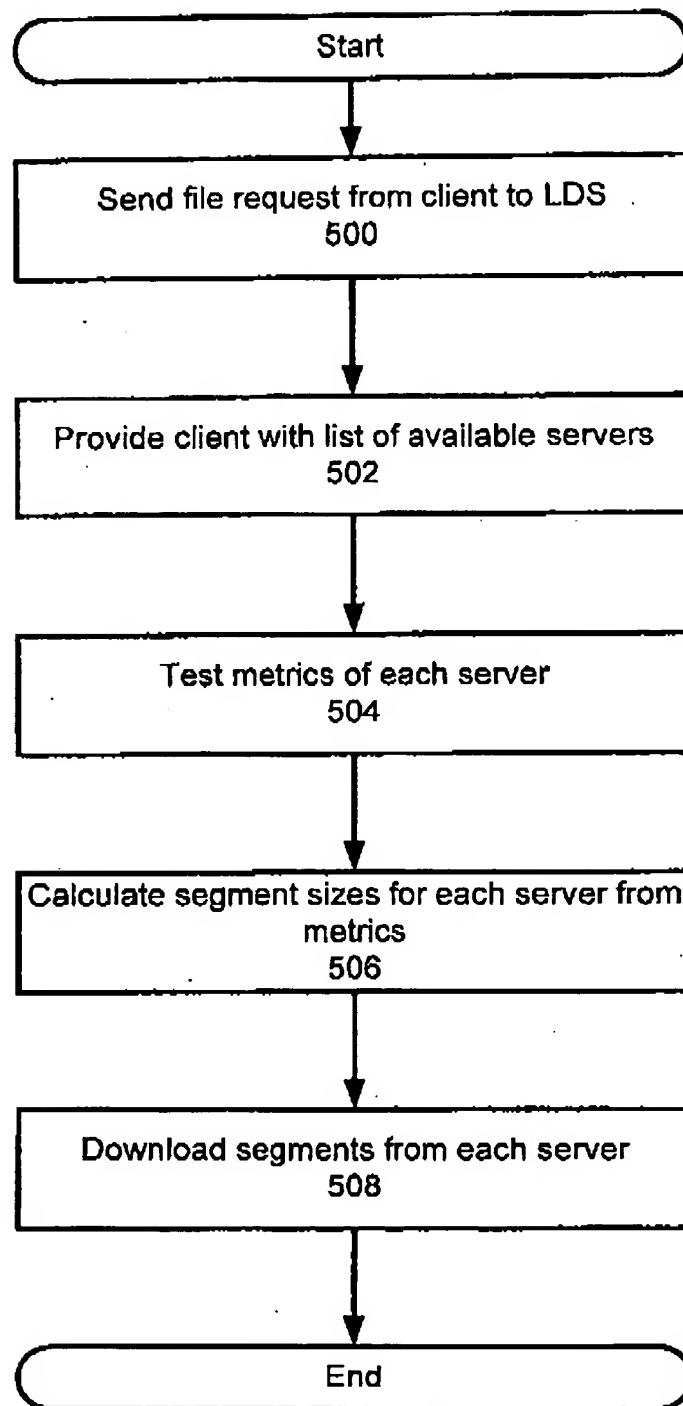 Start
Send file request from client to LDS
500
Provide client with list of available servers
502
Test metrics of each server
504
Calculate segment sizes for each server from
metrics
506
Download segments from each server
508
End